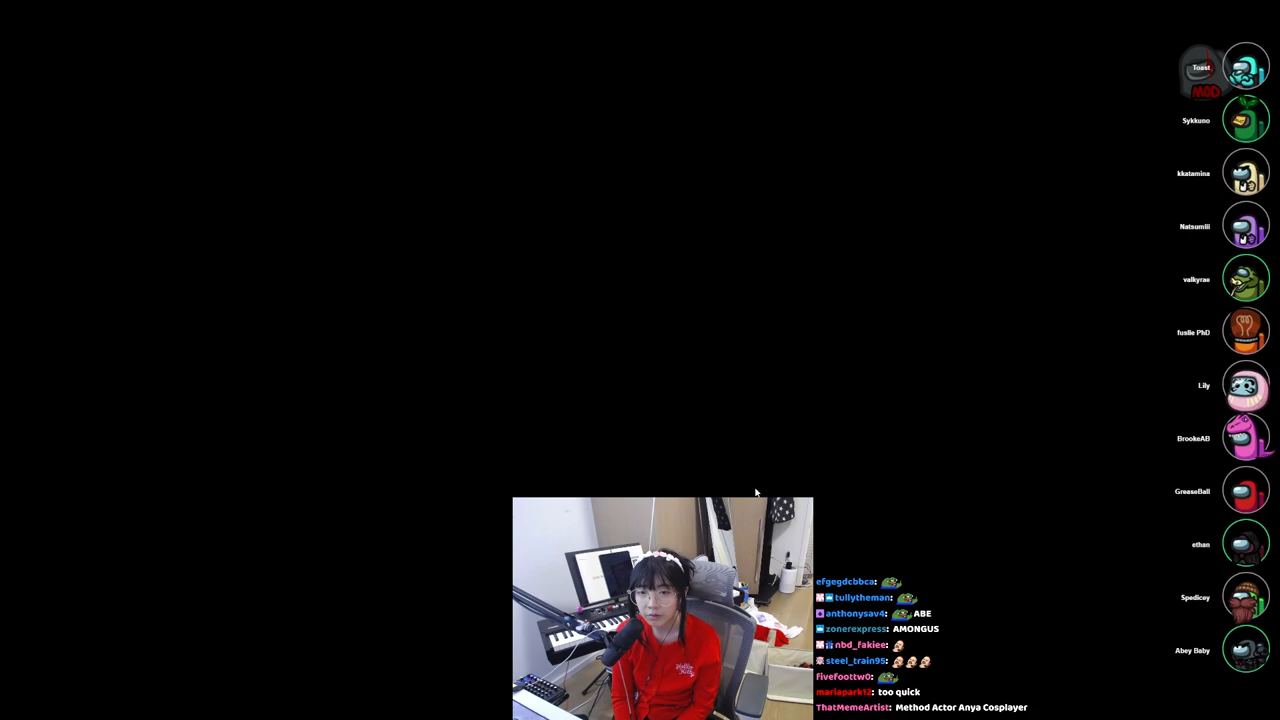 Toast
MOD
Sykkuno
kkatamina
Natsumiii
valkyrae
fuslie PhD
Lily
BrookeAB
GreaseBall
ethan
Spedicey
Abey Baby
Hello
efgegdcbbca:
tullytheman:
anthonysav4: ABE
zonerexpress: AMONGUS
nbd_fakiee:
steel_train95:
fivefoottw0:
mariapark12: too quick
ThatMemeArtist: Method Actor Anya Cosplayer